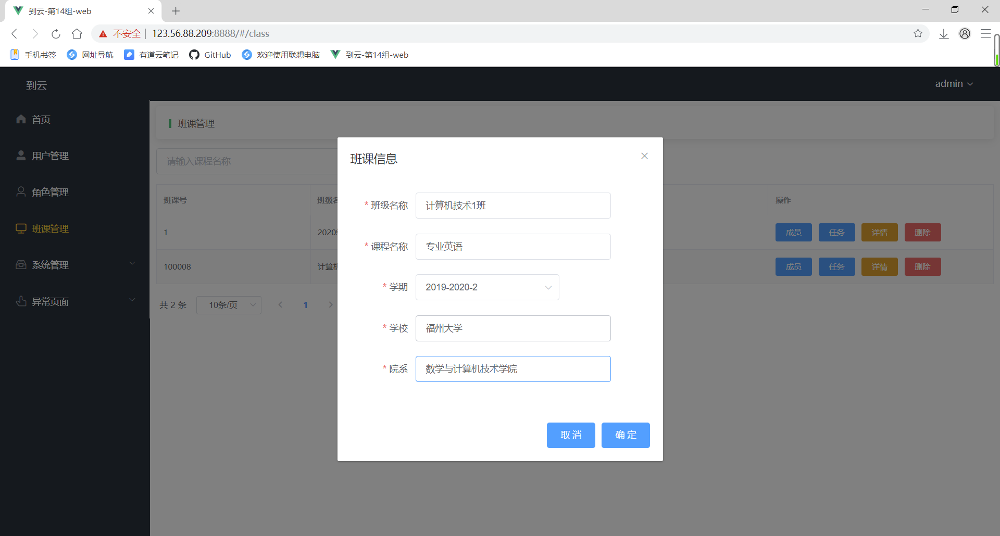 到云-第14组-web
不安全 | 123.56.88.209:8888/#/class
手机书签 网址导航 有道云笔记 GitHub 欢迎使用联想电脑 到云-第14组-web
到云 admin
首页
用户管理
角色管理
班课管理
系统管理
异常页面
班课管理
请输入课程名称
班课号 班级名 操作
1 2020 成员 任务 详情 删除
100008 计算机 成员 任务 详情 删除
共 2 条 10条/页 1
班课信息
* 班级名称 计算机技术1班
* 课程名称 专业英语
* 学期 2019-2020-2
* 学校 福州大学
* 院系 数学与计算机技术学院
取消 确定